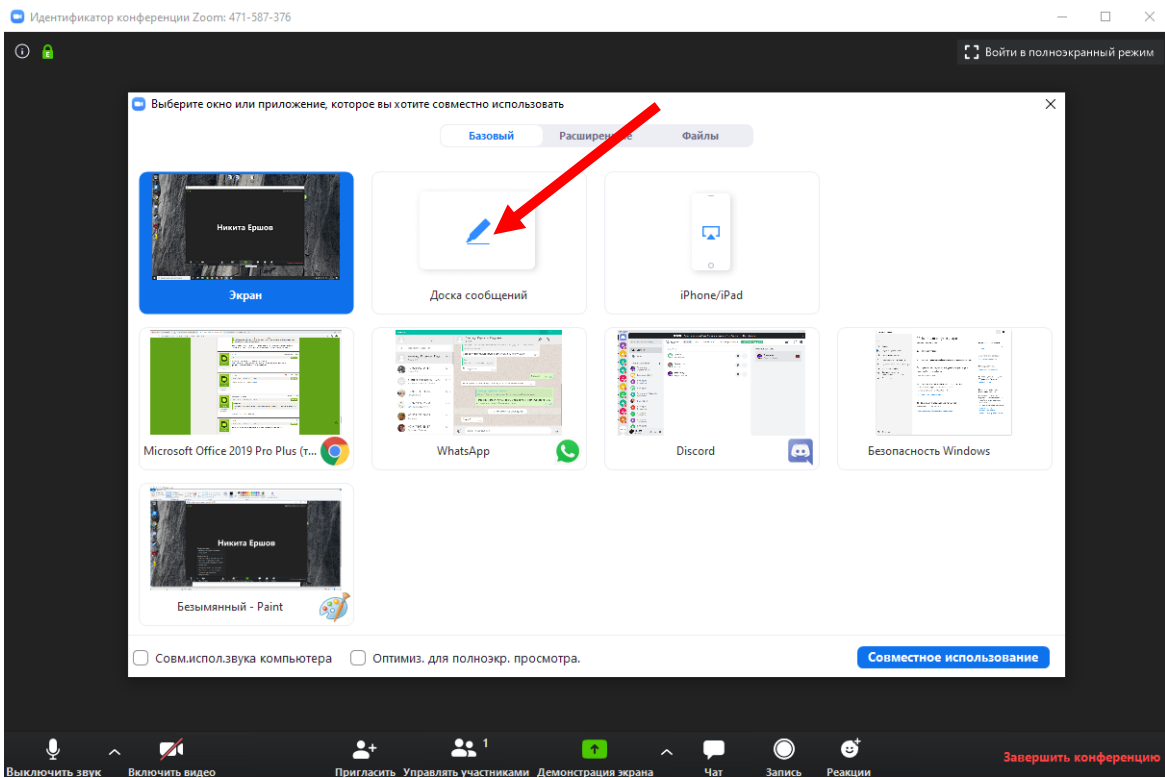 Идентификатор конференции Zoom: 471-587-376
Войти в полноэкранный режим
Выберите окно или приложение, которое вы хотите совместно использовать
Базовый
Файлы
Никита Ершов
Экран
Доска сообщений
iPhone/iPad
Microsoft Office 2019 Pro Plus (т...
WhatsApp
Discord
Безопасность Windows
Никита Ершов
Безымянный - Paint
Совм.испол.звука компьютера
Оптимиз. для полноэкр. просмотра.
Совместное использование
1
Выключить звук
Включить видео
Пригласить
Управлять участниками
Демонстрация экрана
Чат
Запись
Реакции
Завершить конференцию